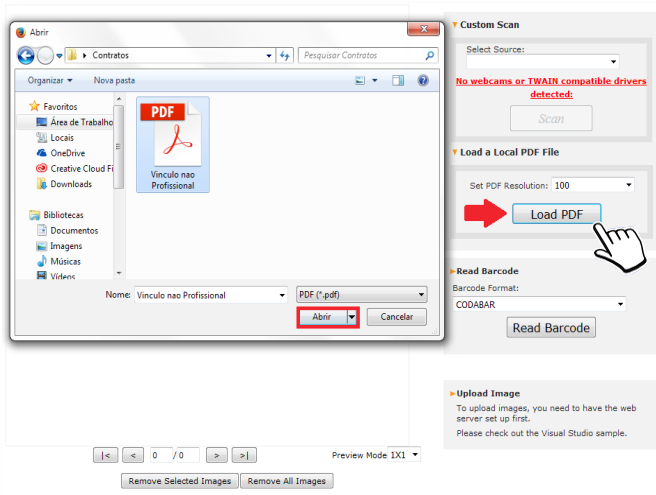 Abrir
Contratos
Pesquisar Contratos
Organizar
Nova pasta
Favoritos
Área de Trabalho
Locais
OneDrive
Creative Cloud Fi
Downloads
Bibliotecas
Documentos
Imagens
Músicas
Vídeos
PDF
Vinculo nao
Profissional
Nome: Vinculo nao Profissional
PDF (*.pdf)
Abrir
Cancelar
Custom Scan
Select Source:
No webcams or TWAIN compatible drivers
detected:
Scan
Load a Local PDF File
Set PDF Resolution: 100
Load PDF
Read Barcode
Barcode Format:
CODABAR
Read Barcode
Upload Image
To upload images, you need to have the web
server set up first.
Please check out the Visual Studio sample.
|< < 0 / 0 > >| Preview Mode 1X1
Remove Selected Images Remove All Images